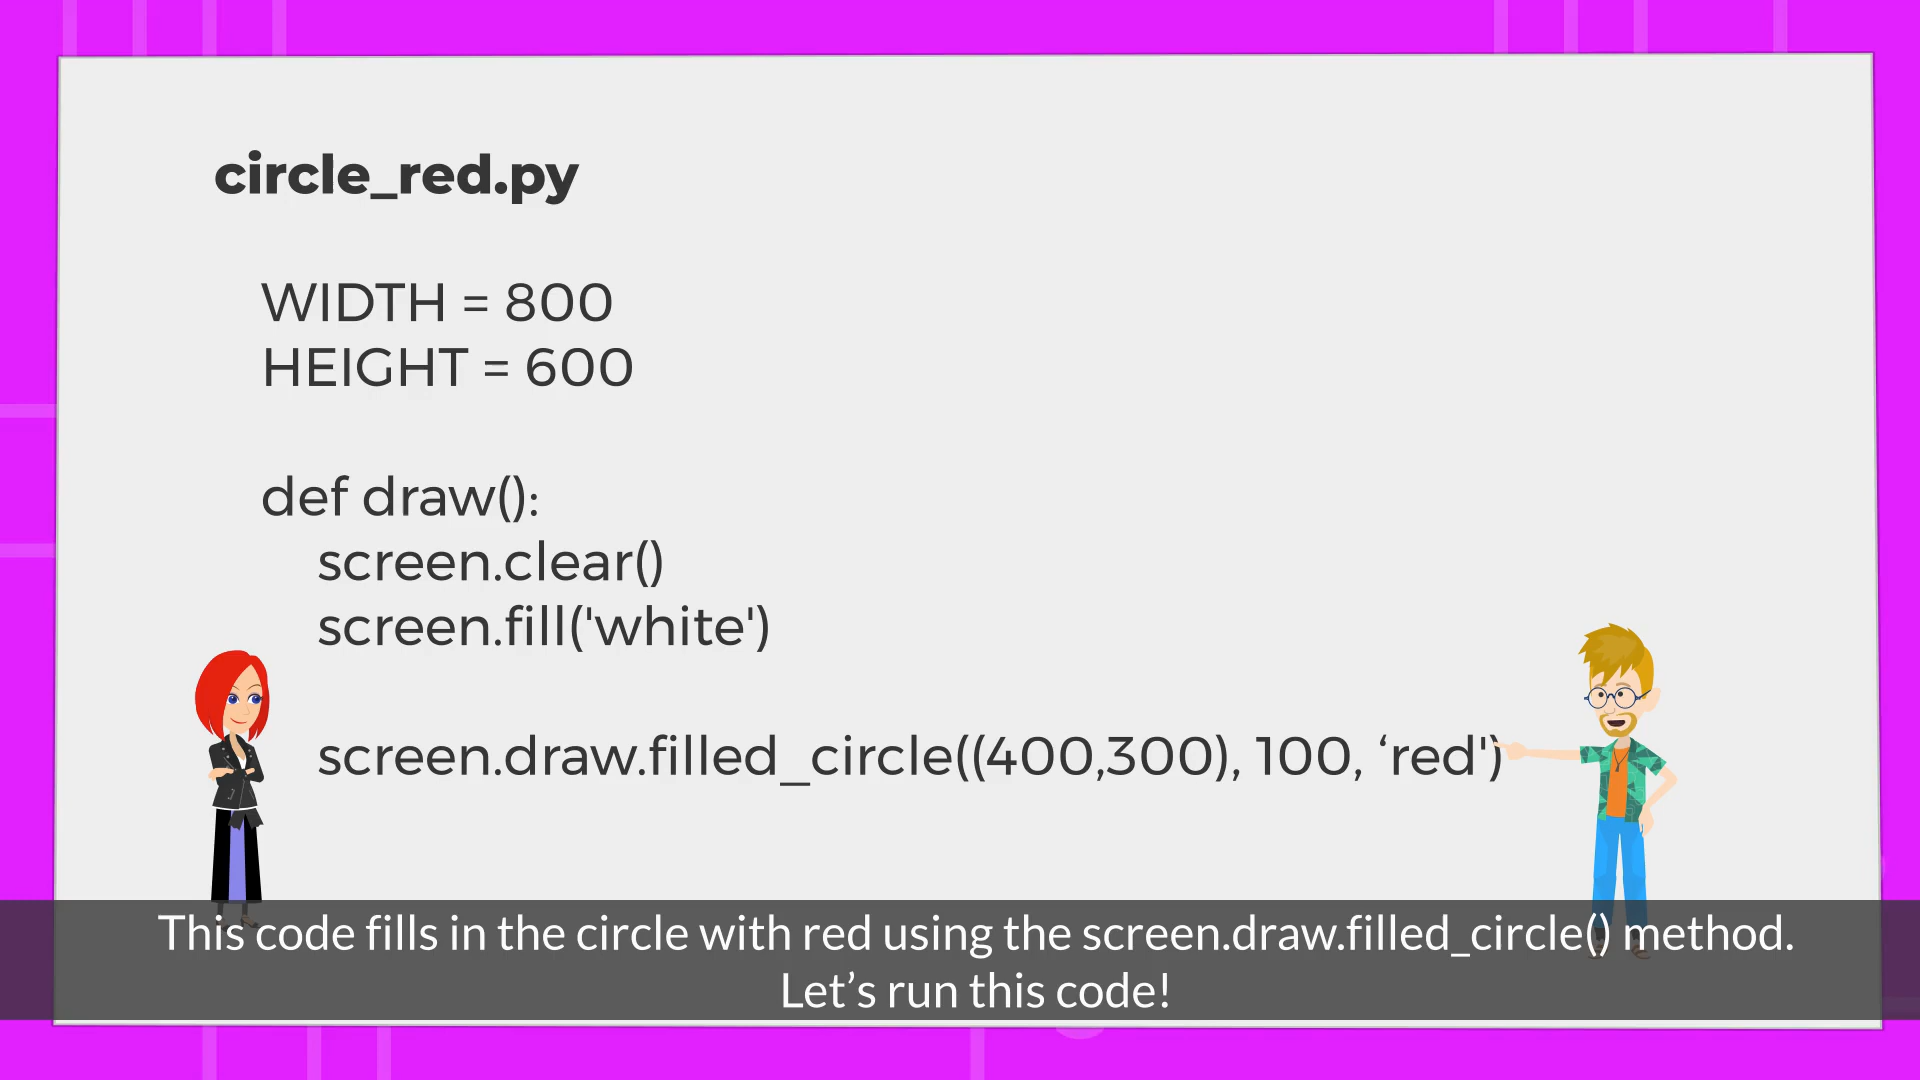 circle_red.py
WIDTH = 800
HEIGHT = 600
def draw():
screen.clear()
screen.fill('white')
screen.draw.filled_circle((400,300), 100, ‘red')
This code fills in the circle with red using the screen.draw.filled_circle() method.
Let’s run this code!